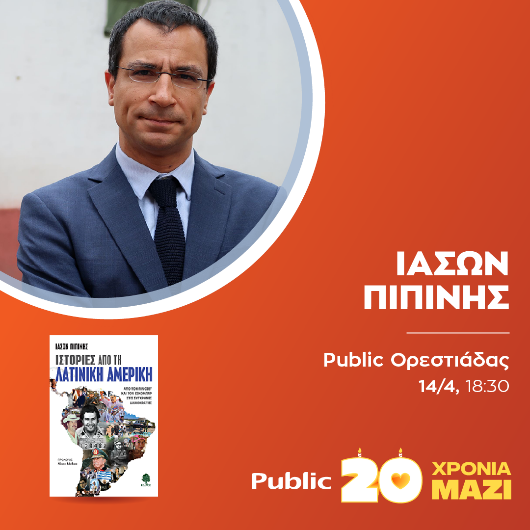 ΙΑΣΩΝ
ΠΙΠΙΝΗΣ
Public Ορεστιάδας
14/4, 18:30
ΙΑΣΩΝ ΠΙΠΙΝΗΣ
ΙΣΤΟΡΙΕΣ ΑΠΟ ΤΗ
ΛΑΤΙΝΙΚΗ ΑΜΕΡΙΚΗ
Public 20 ΧΡΟΝΙΑ
ΜΑΖΙ